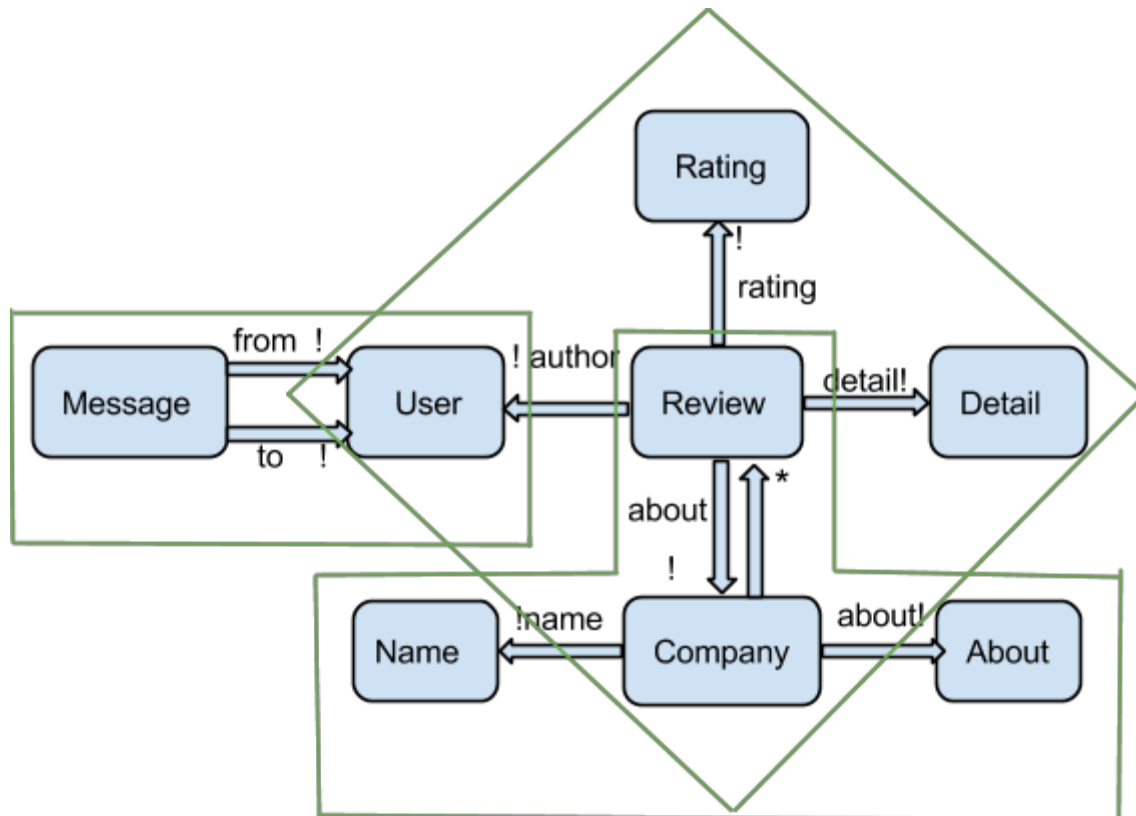 Rating
!
rating
from !
! author
detail!
Message
User
Review
Detail
to !
*
about
!
!name
about!
Name
Company
About